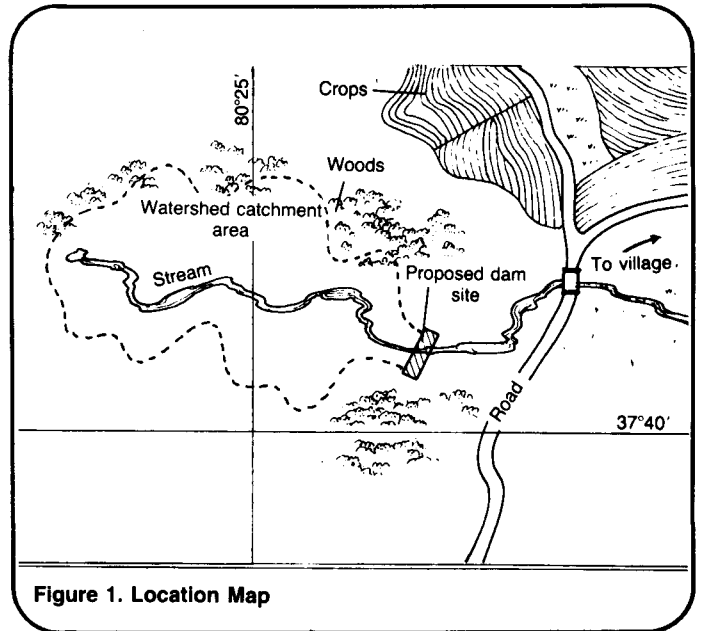 80°25'
Crops
Woods
Watershed catchment
area
Stream
Proposed dam
site
To village
Road
37°40'
Figure 1. Location Map